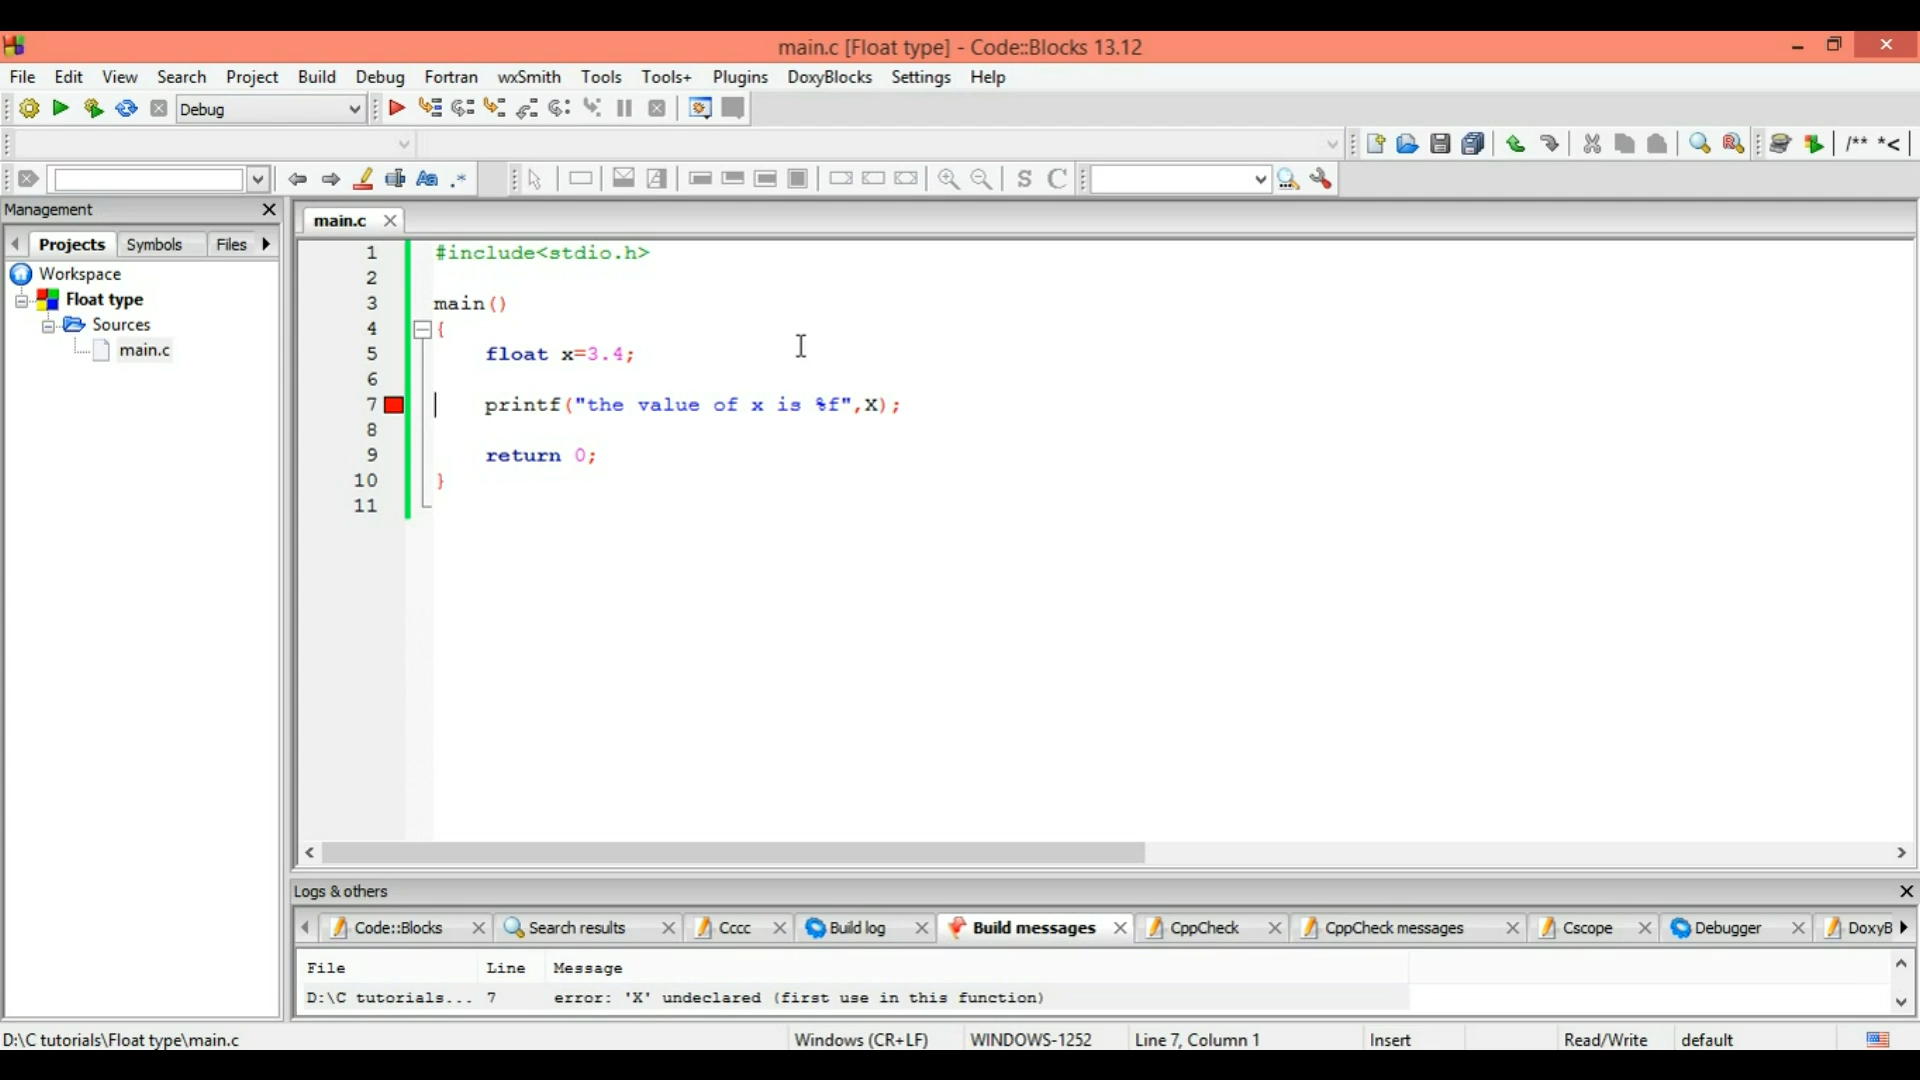 main.c [Float type] - Code::Blocks 13.12
File Edit View Search Project Build Debug Fortran wxSmith Tools Tools+ Plugins DoxyBlocks Settings Help
Debug
/** *<
Aa .*
S C
Management
main.c
Projects Symbols Files
Workspace
Float type
Sources
main.c
1 #include<stdio.h>
2
3 main()
4 {
5 float x=3.4;
6
7 printf("the value of x is %f",X);
8
9 return 0;
10 }
11
Logs & others
Code::Blocks Search results Cccc Build log Build messages CppCheck CppCheck messages Cscope Debugger DoxyB
File Line Message
D:\C tutorials... 7 error: 'X' undeclared (first use in this function)
D:\C tutorials\Float type\main.c Windows (CR+LF) WINDOWS-1252 Line 7, Column 1 Insert Read/Write default